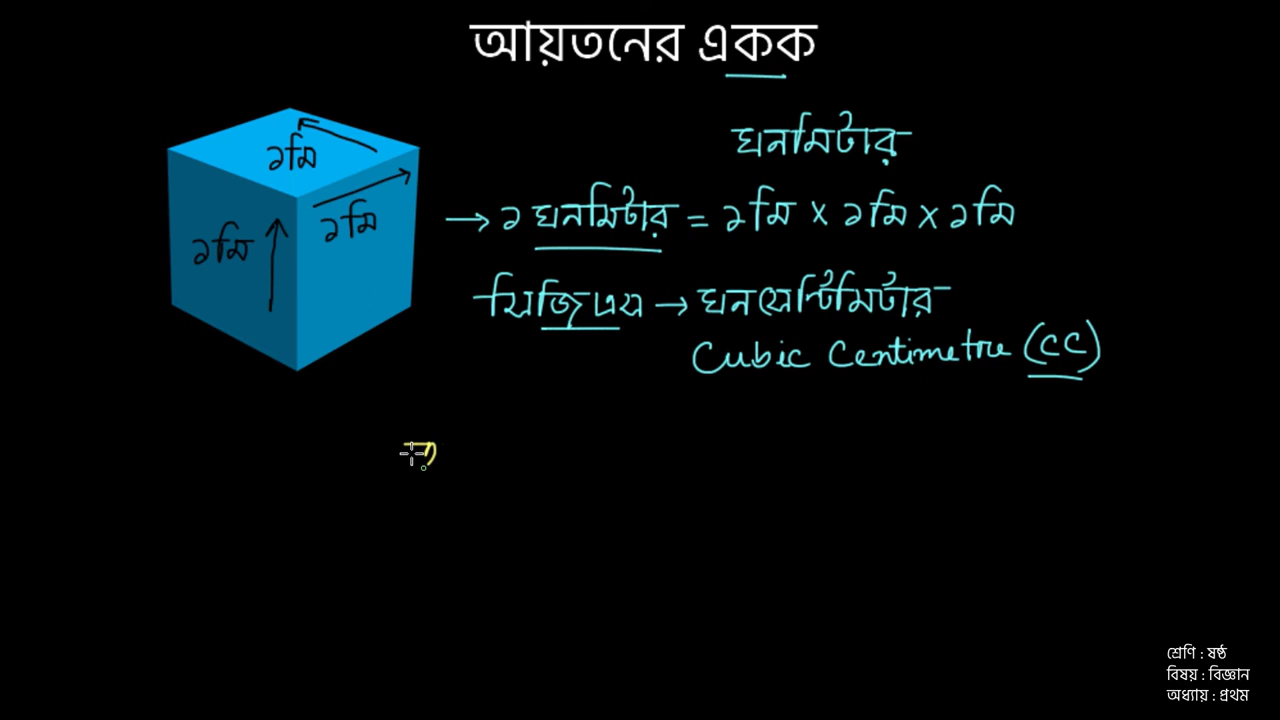 আয়তনের একক
ঘনমিটার
১মি
১মি
১মি
→ ১ ঘনমিটার = ১মি × ১মি × ১মি
সিজিএস → ঘনসেন্টিমিটার
Cubic Centimetre (CC)
শ্রেণি : ষষ্ঠ
বিষয় : বিজ্ঞান
অধ্যায় : প্রথম